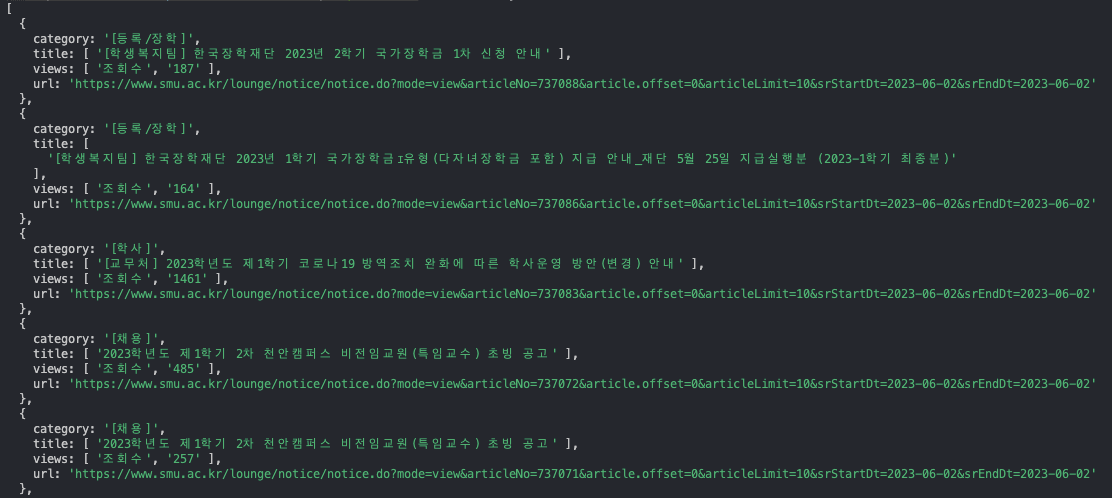 [
  {
    category: '[등록/장학]',
    title: [ '[학생복지팀] 한국장학재단 2023년 2학기 국가장학금 1차 신청 안내' ],
    views: [ '조회수', '187' ],
    url: 'https://www.smu.ac.kr/lounge/notice/notice.do?mode=view&articleNo=737088&article.offset=0&articleLimit=10&srStartDt=2023-06-02&srEndDt=2023-06-02'
  },
  {
    category: '[등록/장학]',
    title: [
      '[학생복지팀] 한국장학재단 2023년 1학기 국가장학금Ⅰ유형(다자녀장학금 포함) 지급 안내_재단 5월 25일 지급실행분 (2023-1학기 최종분)'
    ],
    views: [ '조회수', '164' ],
    url: 'https://www.smu.ac.kr/lounge/notice/notice.do?mode=view&articleNo=737086&article.offset=0&articleLimit=10&srStartDt=2023-06-02&srEndDt=2023-06-02'
  },
  {
    category: '[학사]',
    title: [ '[교무처] 2023학년도 제1학기 코로나19 방역조치 완화에 따른 학사운영 방안(변경) 안내' ],
    views: [ '조회수', '1461' ],
    url: 'https://www.smu.ac.kr/lounge/notice/notice.do?mode=view&articleNo=737083&article.offset=0&articleLimit=10&srStartDt=2023-06-02&srEndDt=2023-06-02'
  },
  {
    category: '[채용]',
    title: [ '2023학년도 제1학기 2차 천안캠퍼스 비전임교원(특임교수) 초빙 공고' ],
    views: [ '조회수', '485' ],
    url: 'https://www.smu.ac.kr/lounge/notice/notice.do?mode=view&articleNo=737072&article.offset=0&articleLimit=10&srStartDt=2023-06-02&srEndDt=2023-06-02'
  },
  {
    category: '[채용]',
    title: [ '2023학년도 제1학기 2차 천안캠퍼스 비전임교원(특임교수) 초빙 공고' ],
    views: [ '조회수', '257' ],
    url: 'https://www.smu.ac.kr/lounge/notice/notice.do?mode=view&articleNo=737071&article.offset=0&articleLimit=10&srStartDt=2023-06-02&srEndDt=2023-06-02'
  },